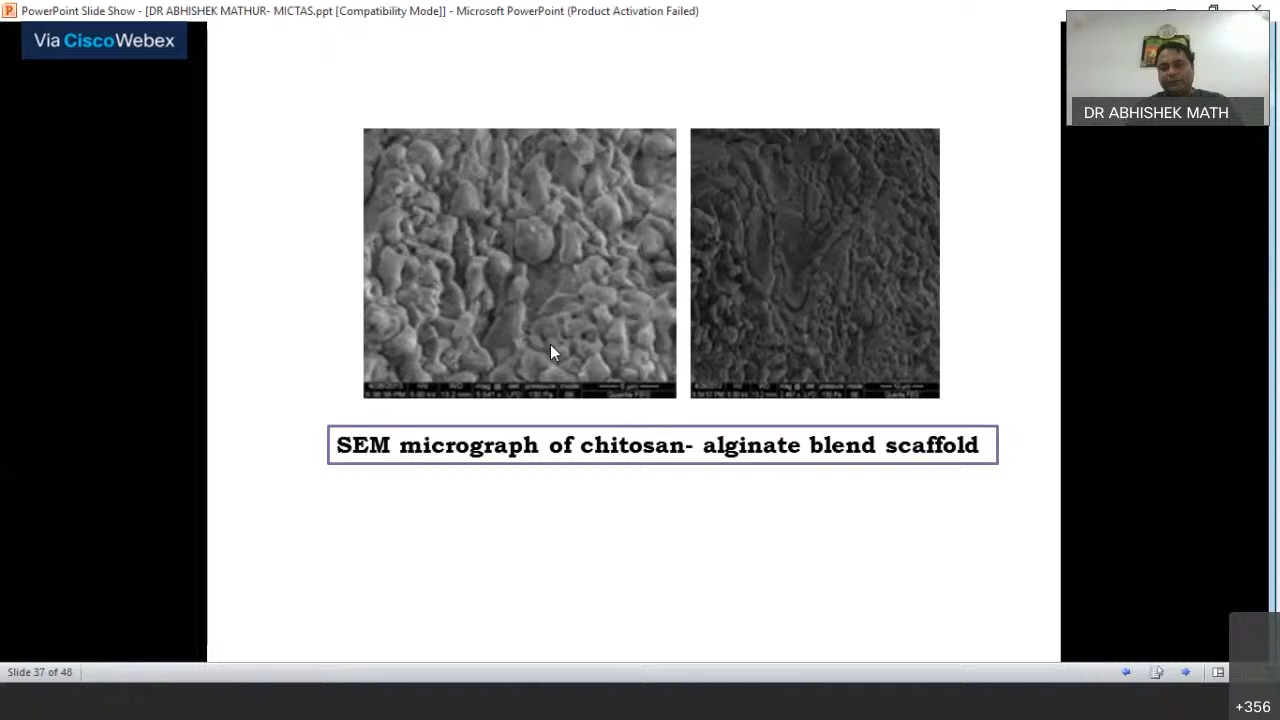 PowerPoint Slide Show - [DR ABHISHEK MATHUR- MICTAS.ppt [Compatibility Mode]] - Microsoft PowerPoint (Product Activation Failed)
Via CiscoWebex
DR ABHISHEK MATH
SEM micrograph of chitosan- alginate blend scaffold
Slide 37 of 48
+356